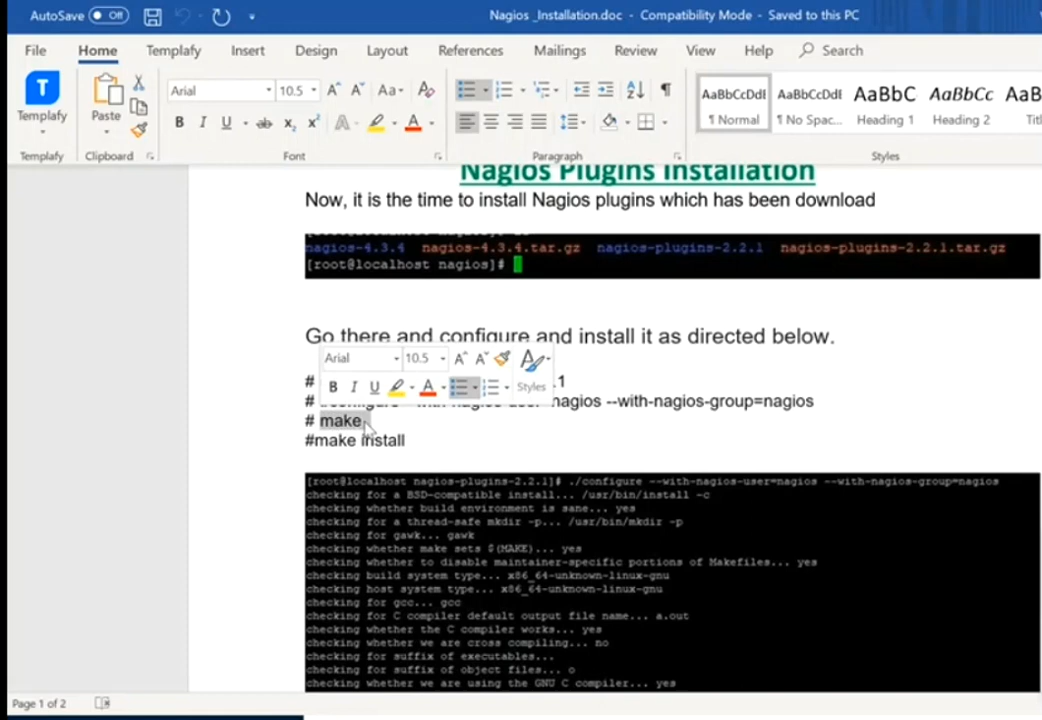 AutoSave Off Nagios _Installation.doc - Compatibility Mode - Saved to this PC
File Home Templafy Insert Design Layout References Mailings Review View Help Search
T Templafy
Paste
Arial 10.5 A^ A˅ Aa A
B I U ab x₂ x² A A
AaBbCcDdI AaBbCcDdI AaBbC AaBbCc AaB
¶ Normal ¶ No Spac... Heading 1 Heading 2 Titl
Templafy Clipboard Font Paragraph Styles
Nagios Plugins Installation
Now, it is the time to install Nagios plugins which has been download
nagios-4.3.4 nagios-4.3.4.tar.gz nagios-plugins-2.2.1 nagios-plugins-2.2.1.tar.gz
[root@localhost nagios]#
Go there and configure and install it as directed below.
Arial 10.5 A^ A˅
B I U A Styles
# .1
# nagios --with-nagios-group=nagios
# make
#make install
[root@localhost nagios-plugins-2.2.1]# ./configure --with-nagios-user=nagios --with-nagios-group=nagios
checking for a BSD-compatible install... /usr/bin/install -c
checking whether build environment is sane... yes
checking for a thread-safe mkdir -p... /usr/bin/mkdir -p
checking for gawk... gawk
checking whether make sets $(MAKE)... yes
checking whether to disable maintainer-specific portions of Makefiles... yes
checking build system type... x86_64-unknown-linux-gnu
checking host system type... x86_64-unknown-linux-gnu
checking for gcc... gcc
checking for C compiler default output file name... a.out
checking whether the C compiler works... yes
checking whether we are cross compiling... no
checking for suffix of executables...
checking for suffix of object files... o
checking whether we are using the GNU C compiler... yes
Page 1 of 2